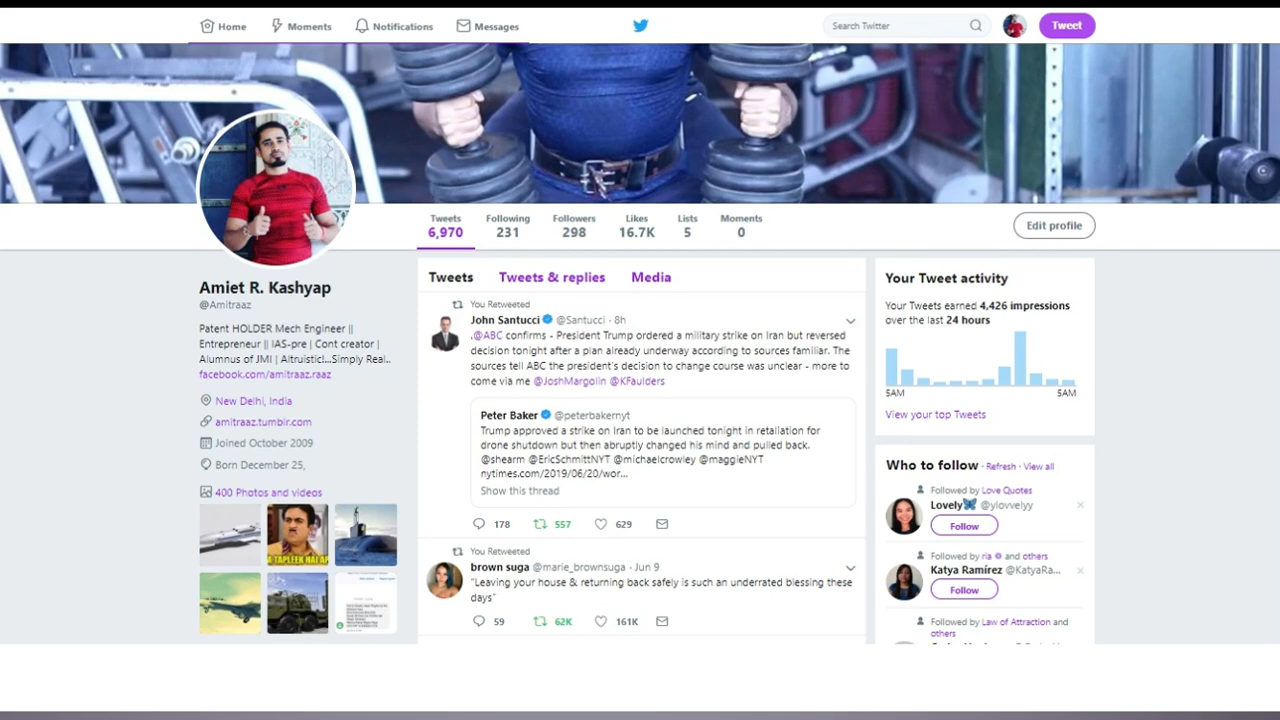 Home
Moments
Notifications
Messages
Search Twitter
Tweet
Tweets
6,970
Following
231
Followers
298
Likes
16.7K
Lists
5
Moments
0
Edit profile
Amiet R. Kashyap
@Amitraaz
Patent HOLDER Mech Engineer ||
Entrepreneur || IAS-pre | Cont creator |
Alumnus of JMI | Altruistic!...Simply Real..
facebook.com/amitraaz.raaz
New Delhi, India
amitraaz.tumblr.com
Joined October 2009
Born December 25,
400 Photos and videos
A TAPLEEK HAI AP
Tweets
Tweets & replies
Media
You Retweeted
John Santucci @Santucci · 8h
.@ABC confirms - President Trump ordered a military strike on Iran but reversed
decision tonight after a plan already underway according to sources familiar. The
sources tell ABC the president's decision to change course was unclear - more to
come via me @JoshMargolin @KFaulders
Peter Baker @peterbakernyt
Trump approved a strike on Iran to be launched tonight in retaliation for
drone shutdown but then abruptly changed his mind and pulled back.
@shearm @EricSchmittNYT @michaelcrowley @maggieNYT
nytimes.com/2019/06/20/wor...
Show this thread
178
557
629
You Retweeted
brown suga @marie_brownsuga · Jun 9
"Leaving your house & returning back safely is such an underrated blessing these
days"
59
62K
161K
Your Tweet activity
Your Tweets earned 4,426 impressions
over the last 24 hours
5AM
5AM
View your top Tweets
Who to follow · Refresh · View all
Followed by Love Quotes
Lovely @ylovvelyy
Follow
Followed by ria and others
Katya Ramírez @KatyaRa...
Follow
Followed by Law of Attraction and
others